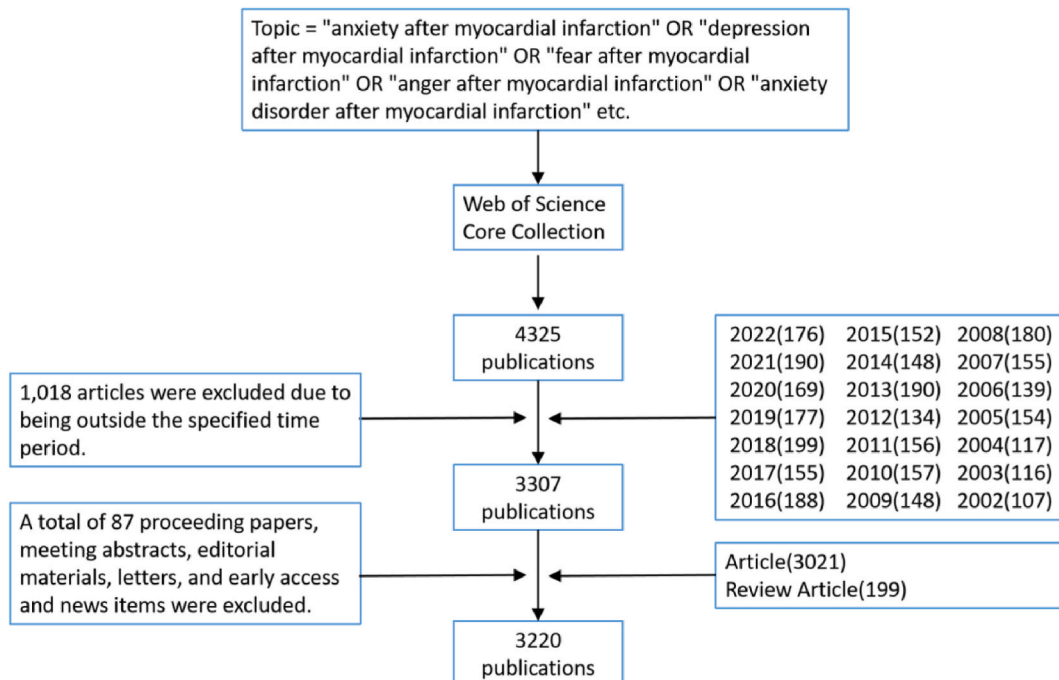 Topic = "anxiety after myocardial infarction" OR "depression
after myocardial infarction" OR "fear after myocardial
infarction" OR "anger after myocardial infarction" OR "anxiety
disorder after myocardial infarction" etc.
Web of Science
Core Collection
4325
publications
2022(176) 2015(152) 2008(180)
2021(190) 2014(148) 2007(155)
2020(169) 2013(190) 2006(139)
2019(177) 2012(134) 2005(154)
2018(199) 2011(156) 2004(117)
2017(155) 2010(157) 2003(116)
2016(188) 2009(148) 2002(107)
1,018 articles were excluded due to
being outside the specified time
period.
3307
publications
A total of 87 proceeding papers,
meeting abstracts, editorial
materials, letters, and early access
and news items were excluded.
Article(3021)
Review Article(199)
3220
publications